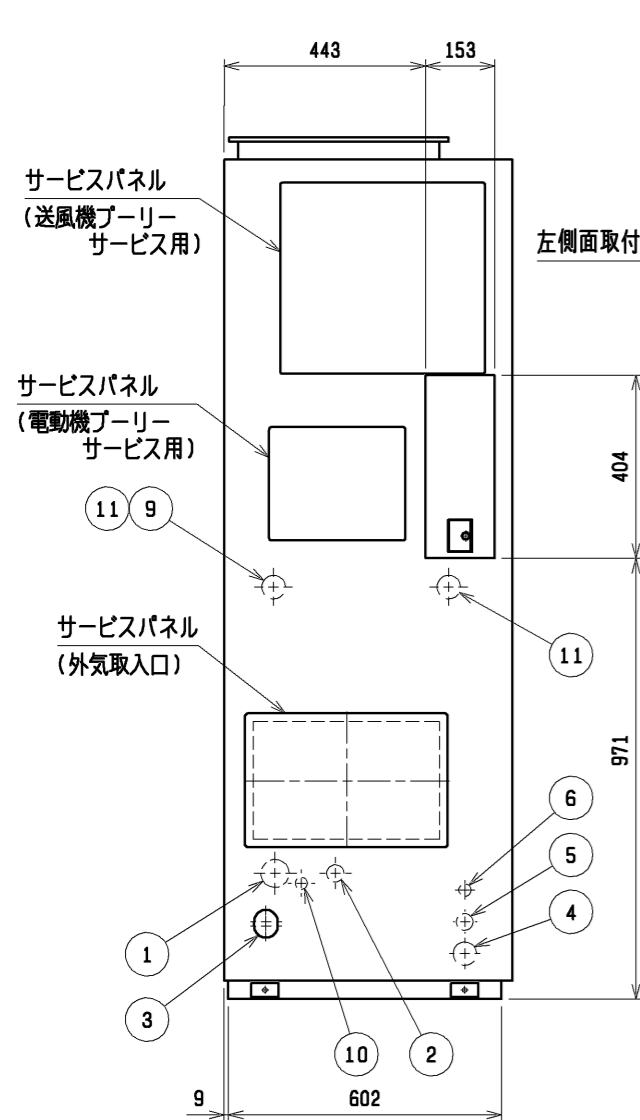 443
153
サービスパネル
(送風機プーリー
サービス用)
左側面取付
サービスパネル
(電動機プーリー
サービス用)
404
11 9
サービスパネル
(外気取入口)
11
971
6
5
4
1
3
10
2
9
602